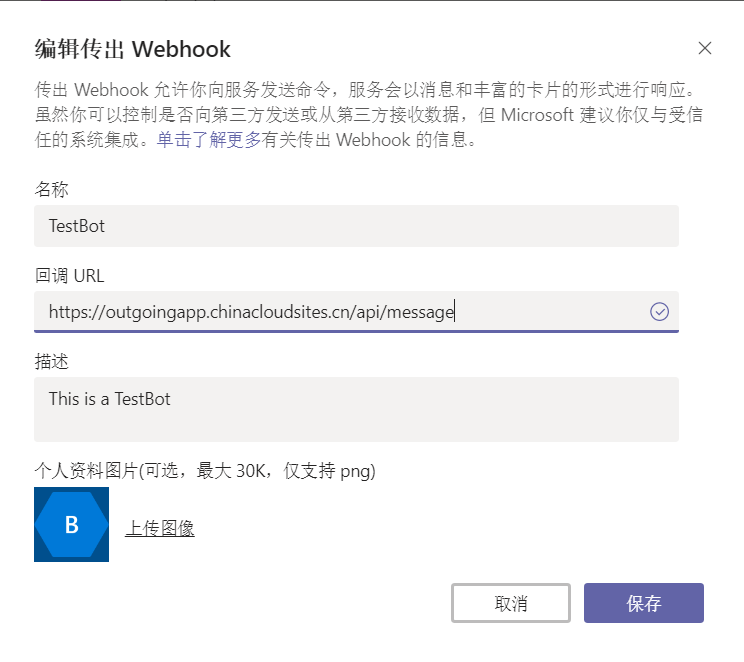 编辑传出 Webhook
传出 Webhook 允许你向服务发送命令，服务会以消息和丰富的卡片的形式进行响应。
虽然你可以控制是否向第三方发送或从第三方接收数据，但 Microsoft 建议你仅与受信
任的系统集成。单击了解更多有关传出 Webhook 的信息。
名称
TestBot
回调 URL
https://outgoingapp.chinacloudsites.cn/api/message
描述
This is a TestBot
个人资料图片(可选，最大 30K，仅支持 png)
B
上传图像
取消
保存